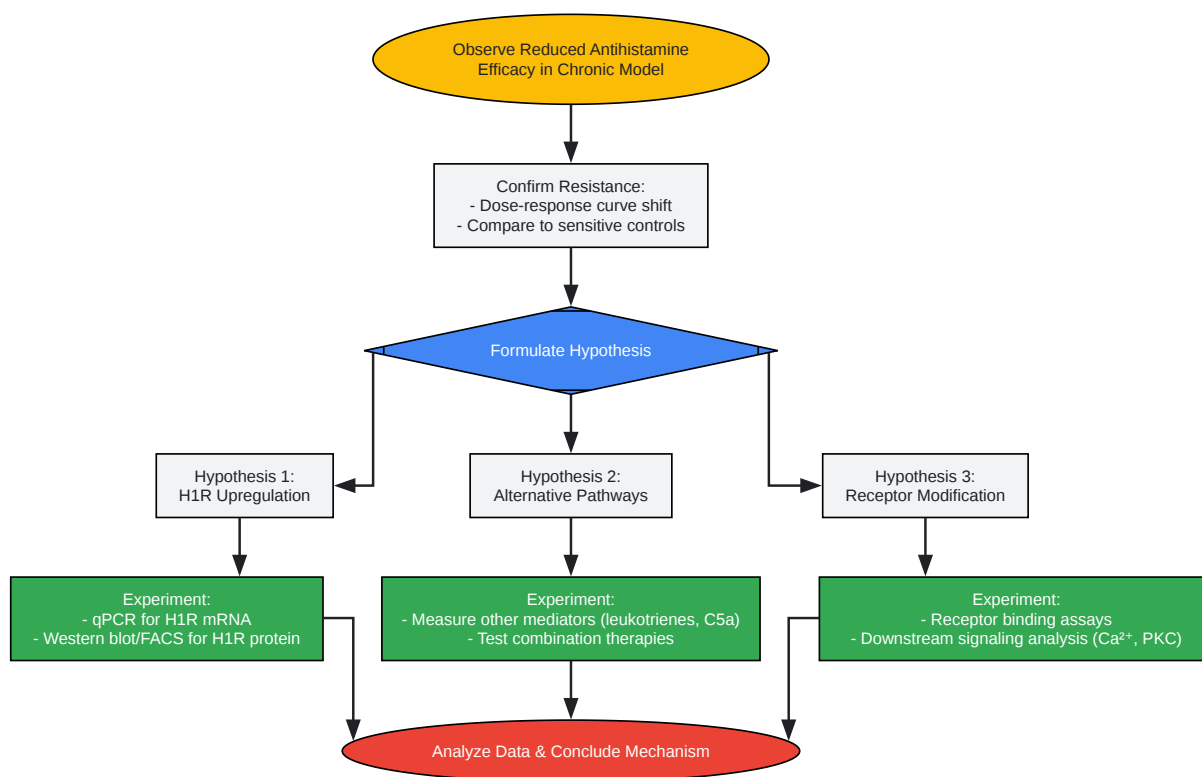 Observe Reduced Antihistamine
Efficacy in Chronic Model
Confirm Resistance:
- Dose-response curve shift
- Compare to sensitive controls
Formulate Hypothesis
Hypothesis 1:
H1R Upregulation
Hypothesis 2:
Alternative Pathways
Hypothesis 3:
Receptor Modification
Experiment:
- qPCR for H1R mRNA
- Western blot/FACS for H1R protein
Experiment:
- Measure other mediators (leukotrienes, C5a)
- Test combination therapies
Experiment:
- Receptor binding assays
- Downstream signaling analysis (Ca²⁺, PKC)
Analyze Data & Conclude Mechanism